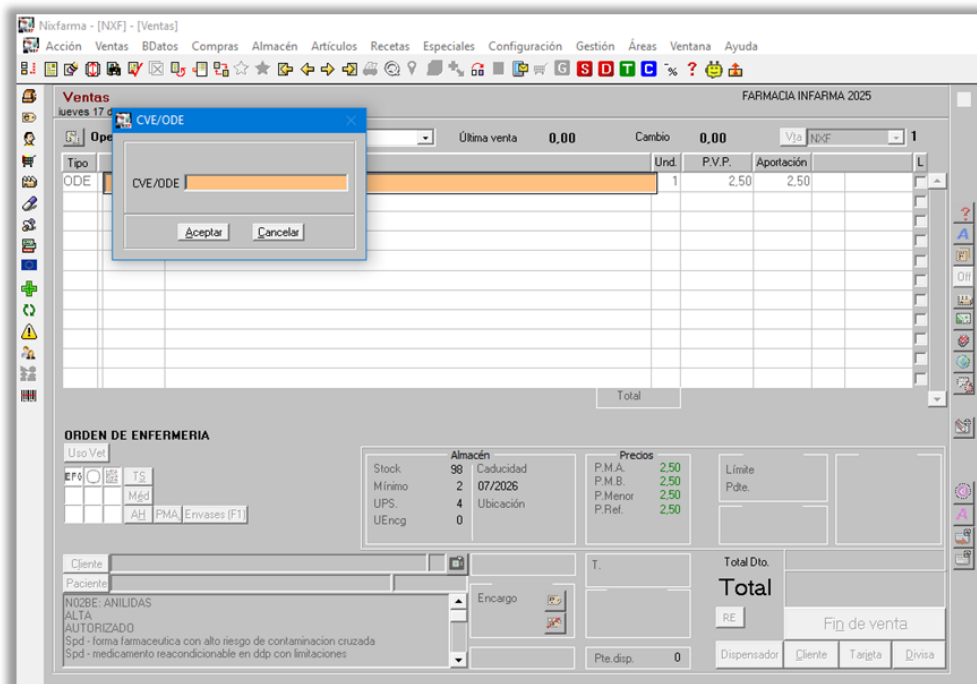 Nixfarma - [NXF] - [Ventas]
Acción Ventas BDatos Compras Almacén Artículos Recetas Especiales Configuración Gestión Áreas Ventana Ayuda
G S D T C
Ventas FARMACIA INFARMA 2025
jueves 17 d
CVE/ODE
Ope Última venta 0,00 Cambio 0,00 Vta NXF 1
Tipo Und. P.V.P. Aportación L
ODE 1 2,50 2,50
CVE/ODE
Aceptar Cancelar
Off
Total
ORDEN DE ENFERMERIA
Uso Vet
TS
Méd
AH PMA Envases (F1)
Almacén
Stock 98 Caducidad
Mínimo 2 07/2026
UPS. 4 Ubicación
UEncg 0
Precios
P.M.A. 2,50
P.M.B. 2,50
P.Menor 2,50
P.Ref. 2,50
Límite
Pdte.
Cliente
Paciente
N02BE: ANILIDAS
ALTA
AUTORIZADO
Spd - forma farmaceutica con alto riesgo de contaminacion cruzada
Spd - medicamento reacondicionable en ddp con limitaciones
Encargo
T.
Pte.disp. 0
Total Dto.
Total
RE Fin de venta
Dispensador Cliente Tarjeta Divisa